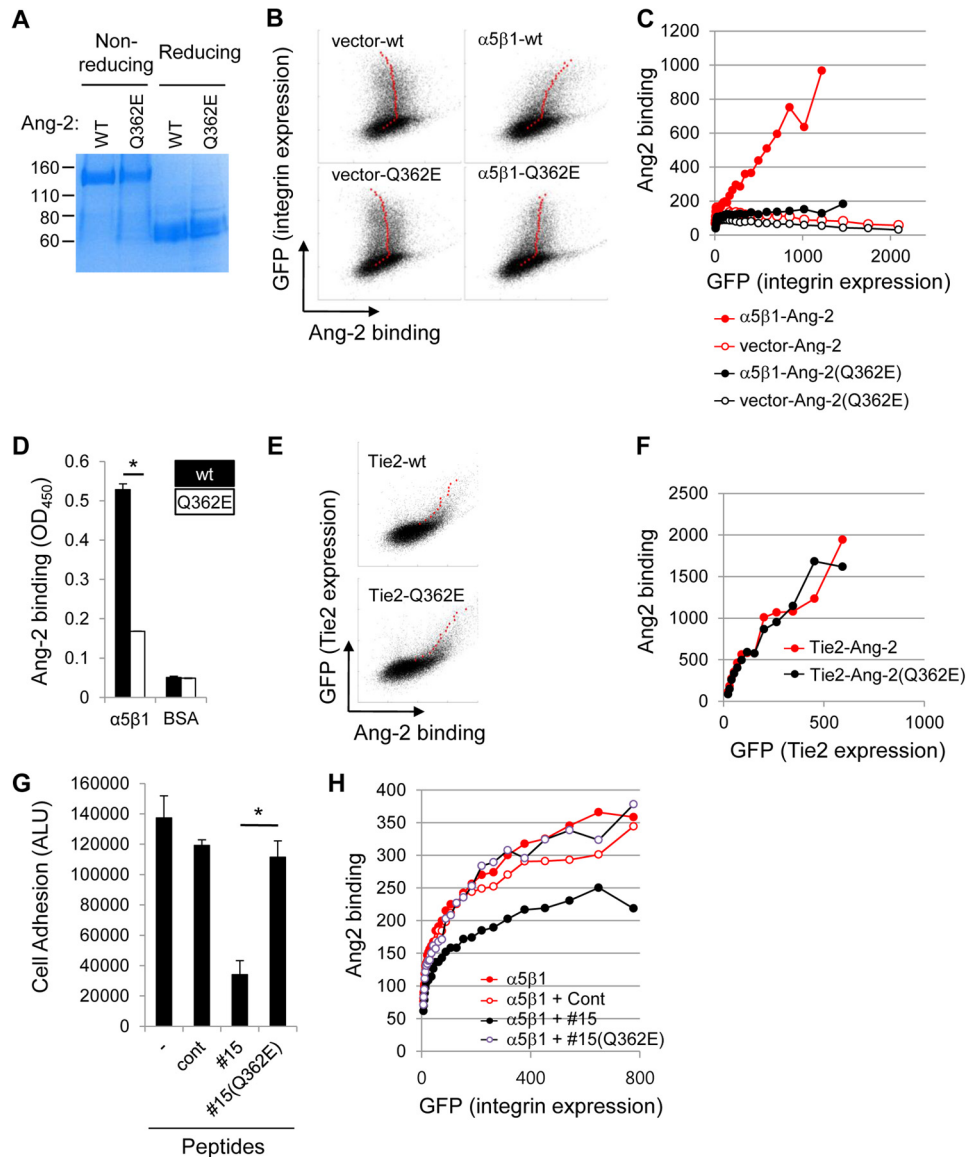 A
Non-
reducing
Reducing
Ang-2:
WT
Q362E
WT
Q362E
160
110
80
60
B
vector-wt
α5β1-wt
vector-Q362E
α5β1-Q362E
GFP (integrin expression)
Ang-2 binding
C
1000
800
600
400
200
0
Ang2 binding
0
1000
2000
GFP (integrin expression)
α5β1-Ang-2
vector-Ang-2
α5β1-Ang-2(Q362E)
vector-Ang-2(Q362E)
D
0.6
0.5
0.4
0.3
0.2
0.1
0
Ang-2 binding (OD450)
*
wt
Q362E
α5β1
BSA
E
Tie2-wt
Tie2-Q362E
GFP (Tie2 expression)
Ang-2 binding
F
2500
2000
1500
1000
500
0
Ang2 binding
Tie2-Ang-2
Tie2-Ang-2(Q362E)
0
500
1000
GFP (Tie2 expression)
G
160000
140000
120000
100000
80000
60000
40000
20000
0
Cell Adhesion (ALU)
*
-
cont
#15
#15(Q362E)
Peptides
H
400
350
300
250
200
150
100
50
0
Ang2 binding
α5β1
α5β1 + Cont
α5β1 + #15
α5β1 + #15(Q362E)
0
400
800
GFP (integrin expression)